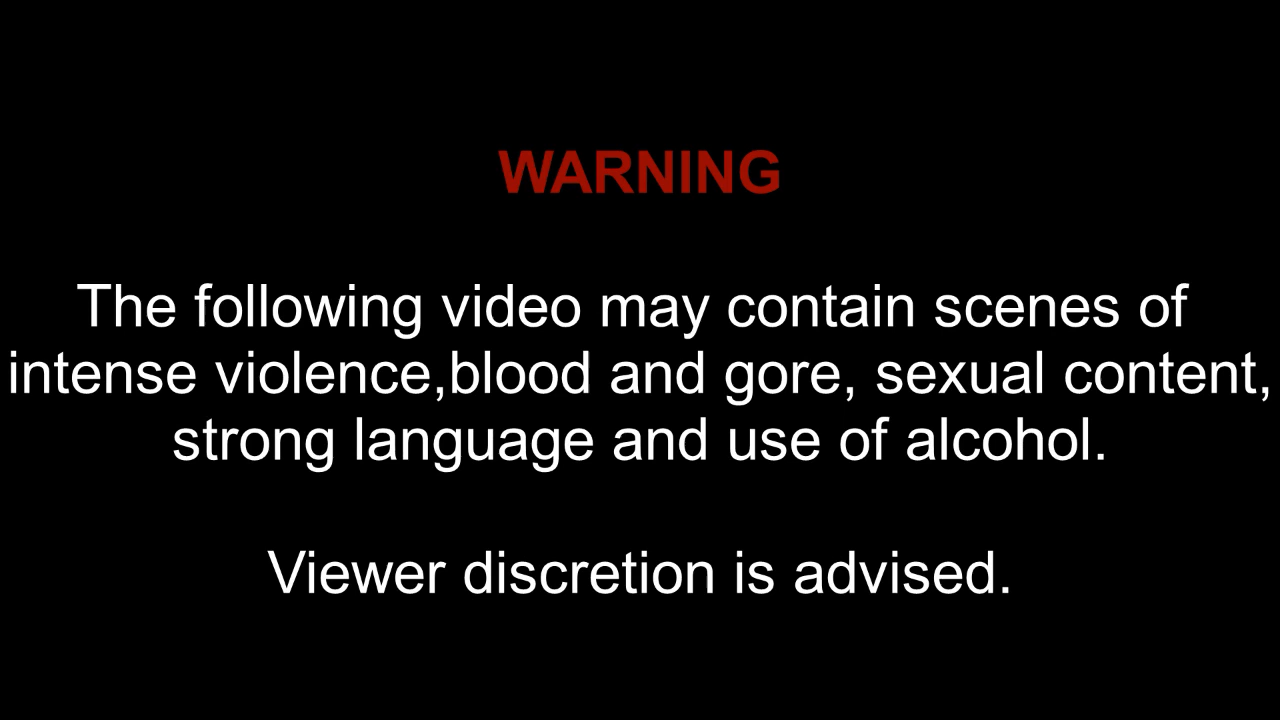 WARNING
The following video may contain scenes of
intense violence,blood and gore, sexual content,
strong language and use of alcohol.
Viewer discretion is advised.